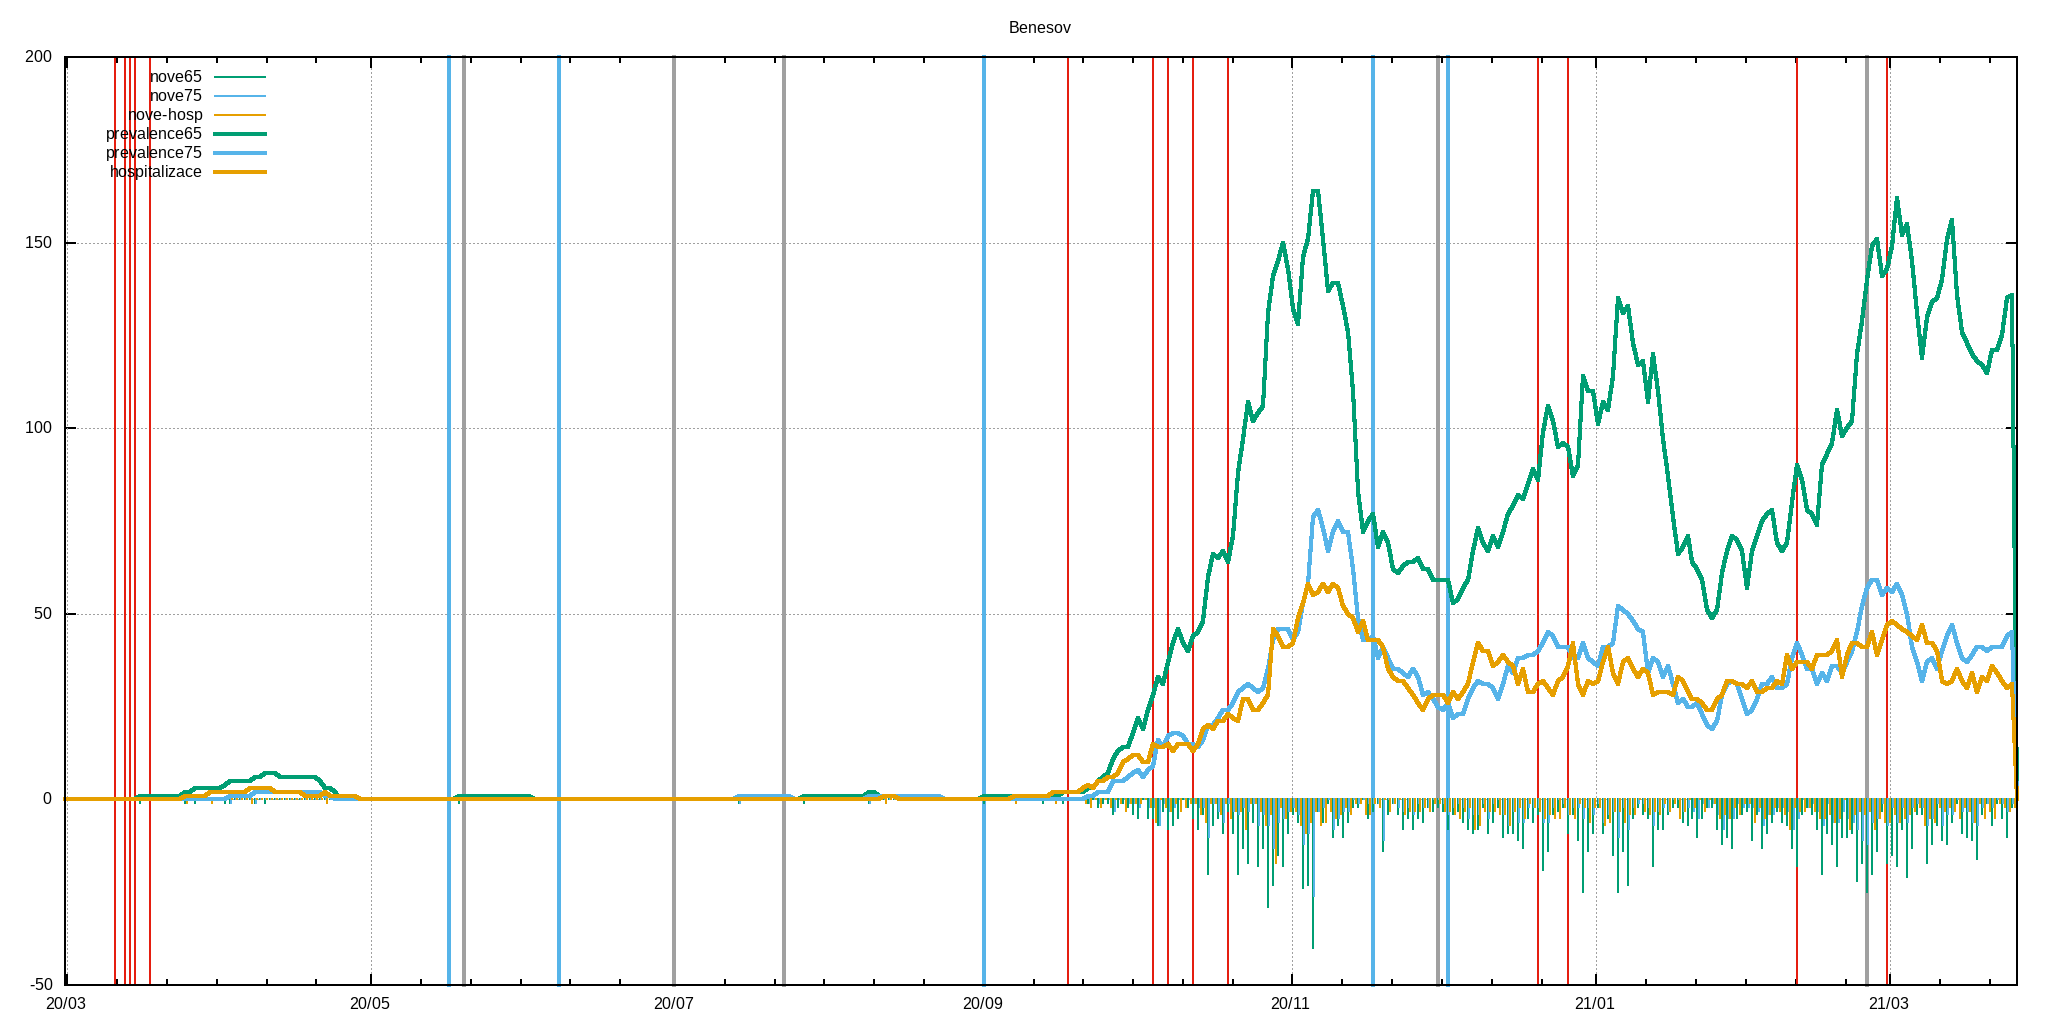 Benesov
200
nove65
nove75
nove-hosp
prevalence65
prevalence75
hospitalizace
150
100
50
0
-50
20/03 20/05 20/07 20/09 20/11 21/01 21/03